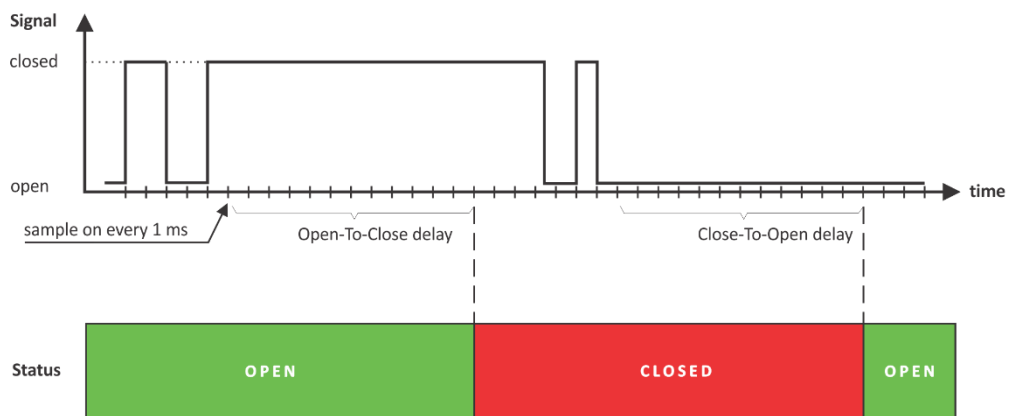 Signal
closed
open
time
sample on every 1 ms
Open-To-Close delay
Close-To-Open delay
Status
OPEN
CLOSED
OPEN